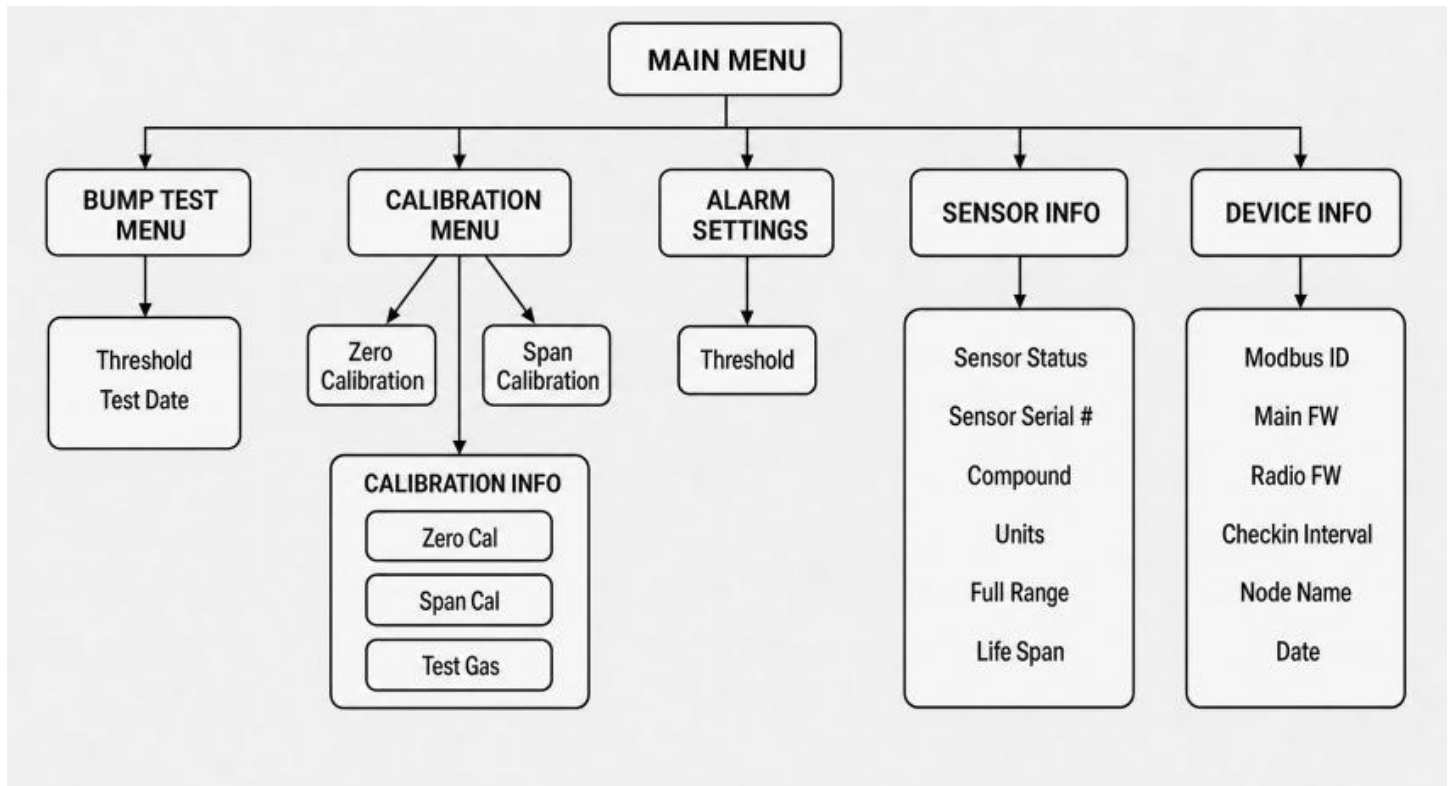 MAIN MENU
BUMP TEST
MENU
CALIBRATION
MENU
ALARM
SETTINGS
SENSOR INFO
DEVICE INFO
Threshold
Test Date
Zero
Calibration
Span
Calibration
CALIBRATION INFO
Zero Cal
Span Cal
Test Gas
Threshold
Sensor Status
Sensor Serial #
Compound
Units
Full Range
Life Span
Modbus ID
Main FW
Radio FW
Checkin Interval
Node Name
Date